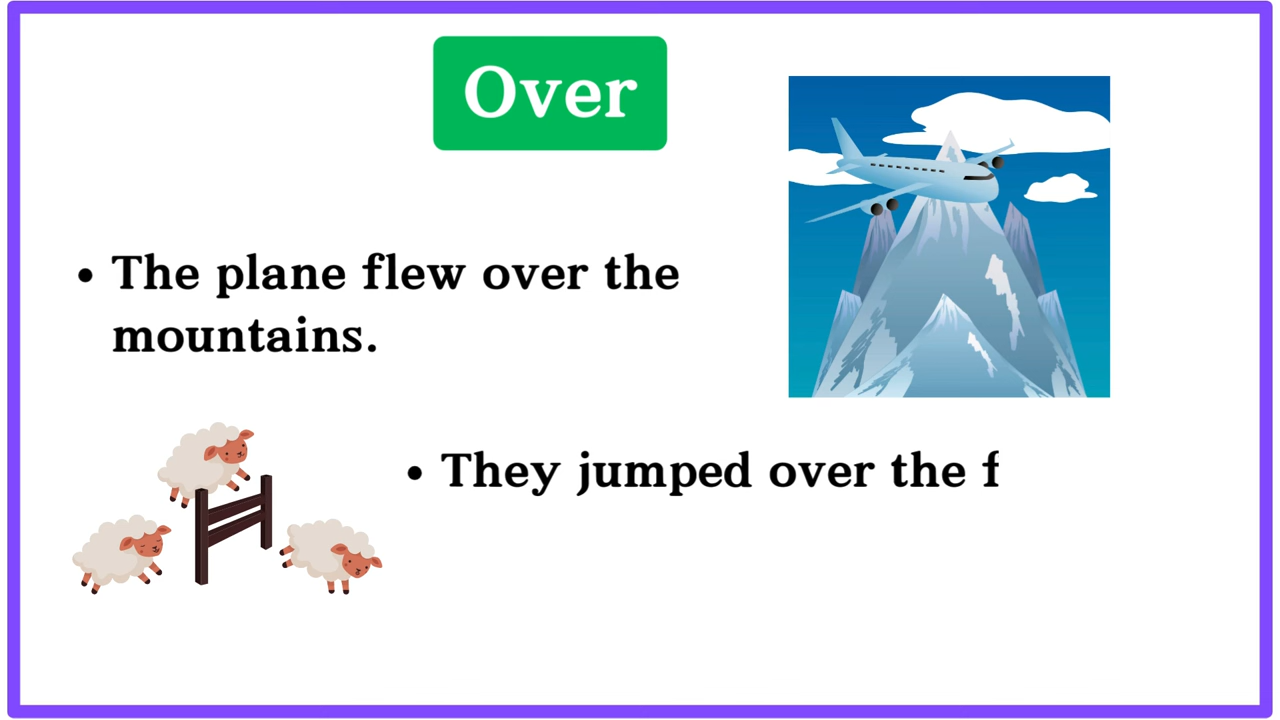 Over
• The plane flew over the
mountains.
• They jumped over the f